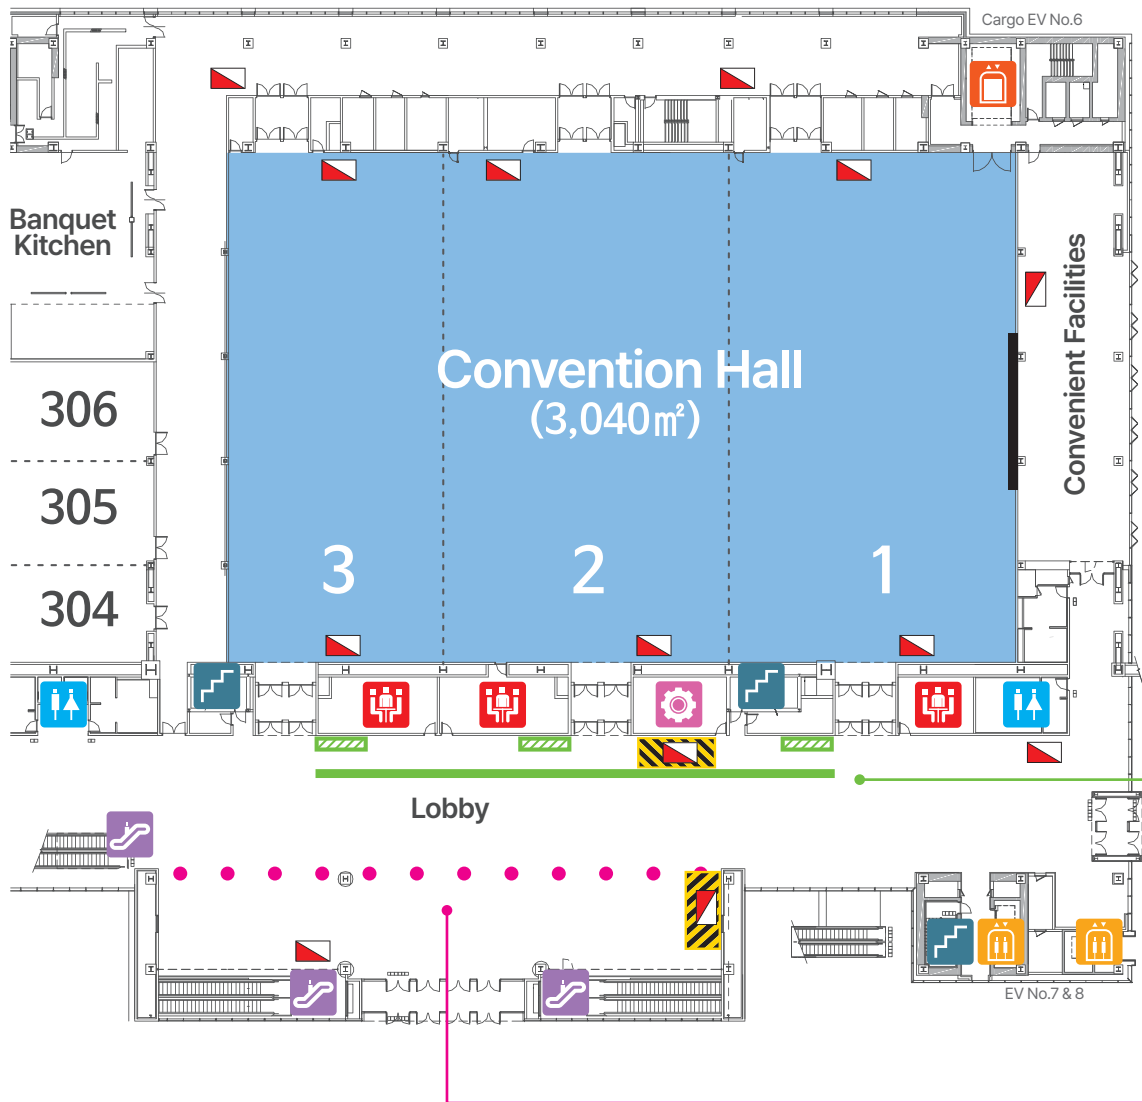 Cargo EV No.6
Banquet
Kitchen
Convenient Facilities
Convention Hall
(3,040㎡)
306
305
304
3
2
1
Lobby
EV No.7 & 8